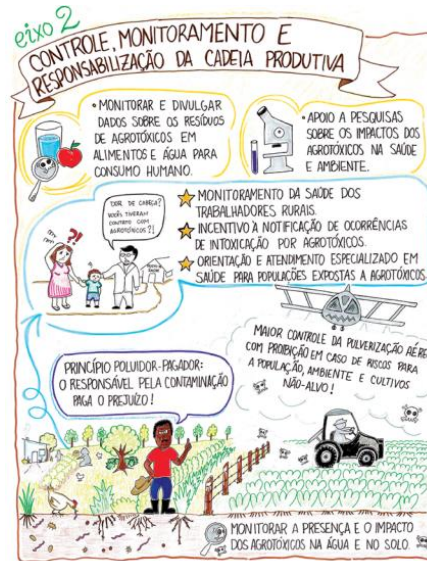 eixo 2
CONTROLE, MONITORAMENTO E
RESPONSABILIZAÇÃO DA CADEIA PRODUTIVA
• MONITORAR E DIVULGAR
DADOS SOBRE OS RESÍDUOS
DE AGROTÓXICOS EM
ALIMENTOS E ÁGUA PARA
CONSUMO HUMANO.
• APOIO A PESQUISAS
SOBRE OS IMPACTOS DOS
AGROTÓXICOS NA SAÚDE
E AMBIENTE.
DOR DE CABEÇA?
VOCÊS TIVERAM
CONTATO COM
AGROTÓXICOS?!
?!
MONITORAMENTO DA SAÚDE DOS
TRABALHADORES RURAIS.
INCENTIVO À NOTIFICAÇÃO DE OCORRÊNCIAS
DE INTOXICAÇÃO POR AGROTÓXICOS.
ORIENTAÇÃO E ATENDIMENTO ESPECIALIZADO EM
SAÚDE PARA POPULAÇÕES EXPOSTAS A AGROTÓXICOS.
MAIOR CONTROLE DA PULVERIZAÇÃO AÉREA
COM PROIBIÇÃO EM CASO DE RISCOS PARA
A POPULAÇÃO, AMBIENTE E CULTIVOS
NÃO-ALVO!
PRINCÍPIO POLUIDOR-PAGADOR:
O RESPONSÁVEL PELA CONTAMINAÇÃO
PAGA O PREJUÍZO!
MONITORAR A PRESENÇA E O IMPACTO
DOS AGROTÓXICOS NA ÁGUA E NO SOLO.